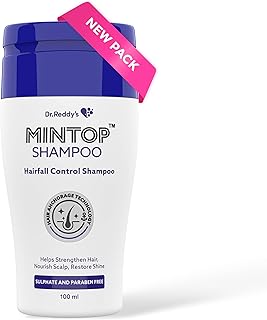 NEW PACK
Dr.Reddy's
MINTOP™
SHAMPOO
Hairfall Control Shampoo
HAIR ANCHORAGE TECHNOLOGY
Helps Strengthen Hair,
Nourish Scalp, Restore Shine
SULPHATE AND PARABEN FREE
100 ml